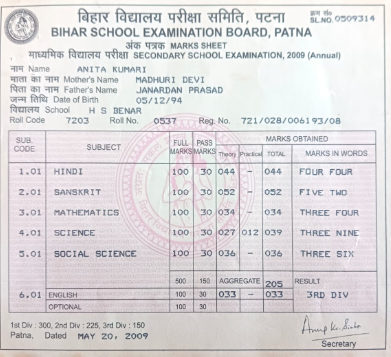 बिहार विद्यालय परीक्षा समिति, पटना
क्रम सं०
SL.NO. 0509314
BIHAR SCHOOL EXAMINATION BOARD, PATNA
अंक पत्रक MARKS SHEET
माध्यमिक विद्यालय परीक्षा SECONDARY SCHOOL EXAMINATION, 2009 (Annual)
नाम Name ANITA KUMARI
माता का नाम Mother's Name MADHURI DEVI
पिता का नाम Father's Name JANARDAN PRASAD
जन्म तिथि Date of Birth 05/12/94
विद्यालय School H S BENAR
Roll Code 7203 Roll No. 0537 Reg. No. 721/028/006193/08
SUB. CODE SUBJECT FULL MARKS PASS MARKS MARKS OBTAINED
Theory Practical TOTAL MARKS IN WORDS
1.01 HINDI 100 30 044 - 044 FOUR FOUR
2.01 SANSKRIT 100 30 052 - 052 FIVE TWO
3.01 MATHEMATICS 100 30 034 - 034 THREE FOUR
4.01 SCIENCE 100 30 027 012 039 THREE NINE
5.01 SOCIAL SCIENCE 100 30 036 - 036 THREE SIX
500 150 AGGREGATE 205 RESULT
6.01 ENGLISH 100 30 033 - 033 3RD DIV
OPTIONAL 100 30
1st Div : 300, 2nd Div : 225, 3rd Div : 150
Patna, Dated MAY 20, 2009
Secretary